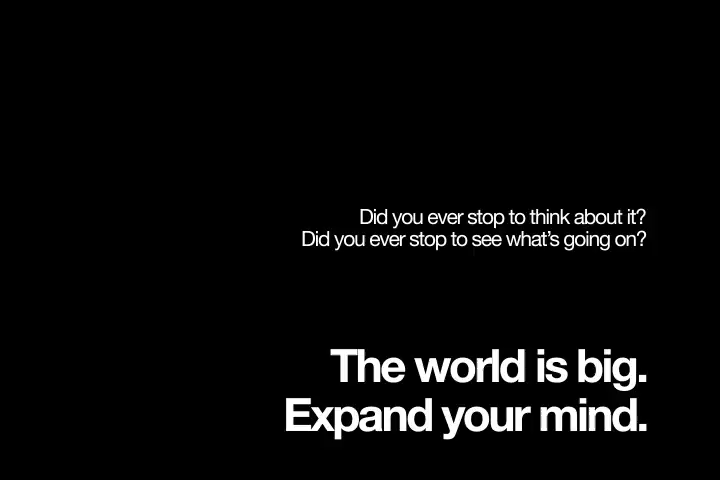 Did you ever stop to think about it?
Did you ever stop to see what’s going on?
The world is big.
Expand your mind.